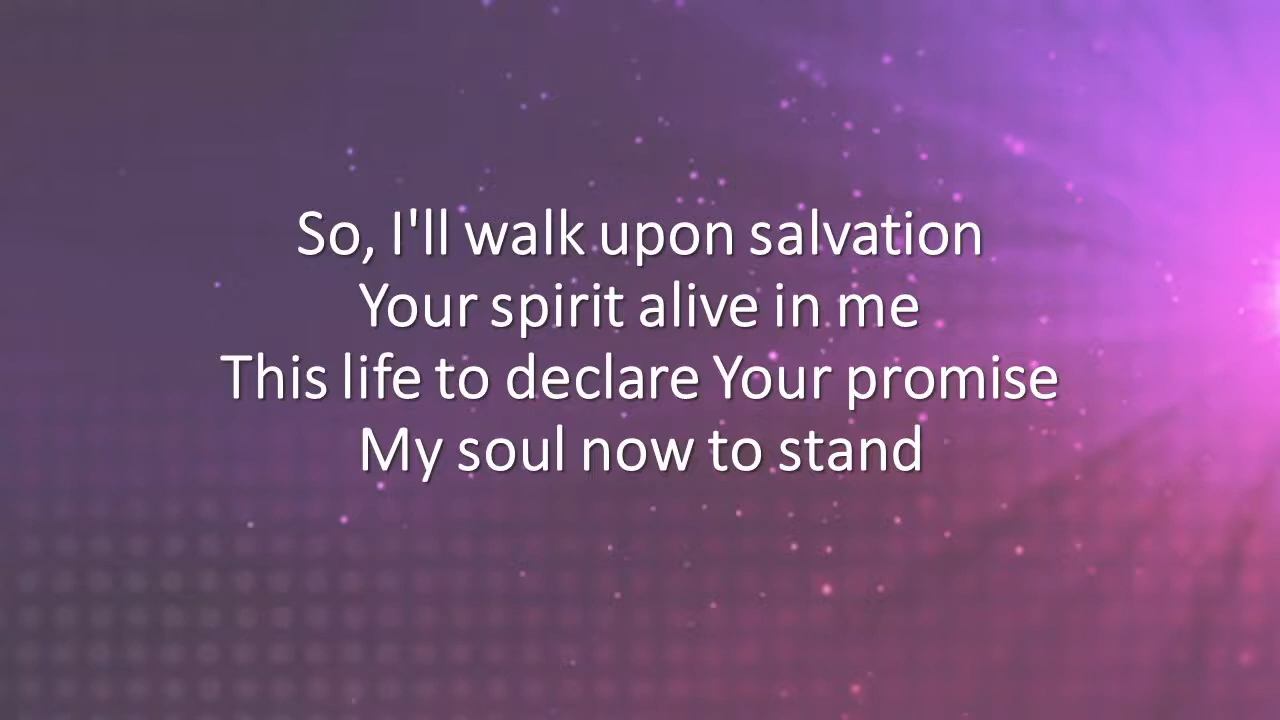 So, I'll walk upon salvation
Your spirit alive in me
This life to declare Your promise
My soul now to stand